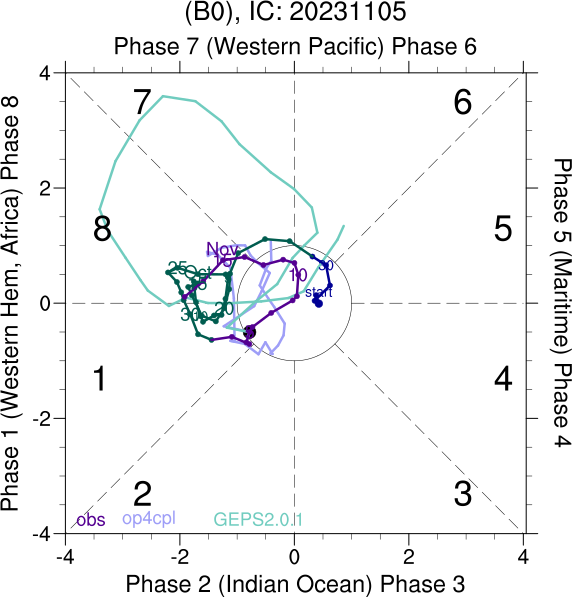 (B0), IC: 20231105
Phase 7 (Western Pacific) Phase 6
Phase 1 (Western Hem, Africa) Phase 8
Phase 5 (Maritime) Phase 4
4
2
0
-2
-4
7
6
8
5
1
4
2
3
Nov
15
25
Oct
5
30
20
10
30
start
obs
op4cpl
GEPS2.0.1
-4
-2
0
2
4
Phase 2 (Indian Ocean) Phase 3